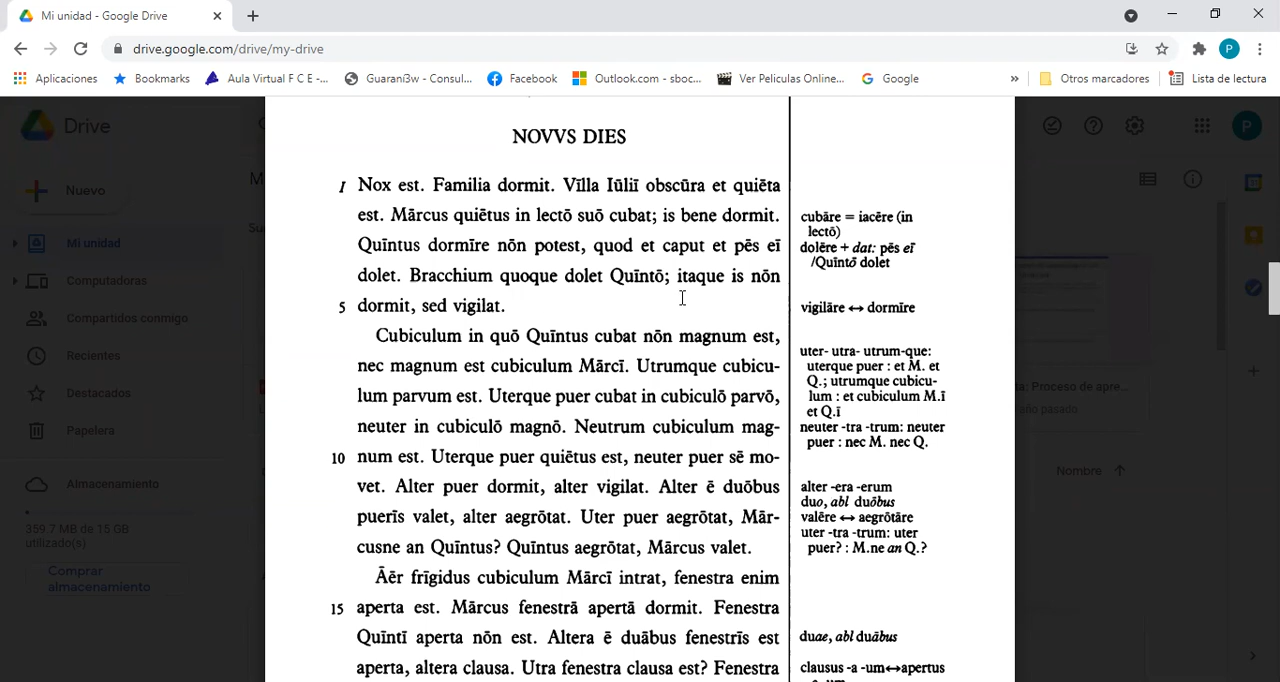 Mi unidad - Google Drive
drive.google.com/drive/my-drive
Aplicaciones Bookmarks Aula Virtual F C E -... Guarani3w - Consul... Facebook Outlook.com - sboc... Ver Peliculas Online... Google » Otros marcadores Lista de lectura
Drive
Nuevo
Mi unidad
Computadoras
Compartidos conmigo
Recientes
Destacados
Papelera
Almacenamiento
359.7 MB de 15 GB
utilizado(s)
Comprar
almacenamiento
NOVVS DIES
1 Nox est. Familia dormit. Vīlla Iūliī obscūra et quiēta
est. Mārcus quiētus in lectō suō cubat; is bene dormit.
Quīntus dormīre nōn potest, quod et caput et pēs eī
dolet. Bracchium quoque dolet Quīntō; itaque is nōn
5 dormit, sed vigilat.
Cubiculum in quō Quīntus cubat nōn magnum est,
nec magnum est cubiculum Mārcī. Utrumque cubicu-
lum parvum est. Uterque puer cubat in cubiculō parvō,
neuter in cubiculō magnō. Neutrum cubiculum mag-
10 num est. Uterque puer quiētus est, neuter puer sē mo-
vet. Alter puer dormit, alter vigilat. Alter ē duōbus
puerīs valet, alter aegrōtat. Uter puer aegrōtat, Mār-
cusne an Quīntus? Quīntus aegrōtat, Mārcus valet.
Āēr frīgidus cubiculum Mārcī intrat, fenestra enim
15 aperta est. Mārcus fenestrā apertā dormit. Fenestra
Quīntī aperta nōn est. Altera ē duābus fenestrīs est
aperta, altera clausa. Utra fenestra clausa est? Fenestra
cubāre = iacēre (in
lectō)
dolēre + dat: pēs eī
/Quīntō dolet
vigilāre ↔ dormīre
uter- utra- utrum-que:
uterque puer : et M. et
Q.; utrumque cubicu-
lum : et cubiculum M.ī
et Q.ī
neuter -tra -trum: neuter
puer : nec M. nec Q.
alter -era -erum
duo, abl duōbus
valēre ↔ aegrōtāre
uter -tra -trum: uter
puer? : M.ne an Q.?
duae, abl duābus
clausus -a -um↔apertus
P
P
ta: Proceso de apre...
año pasado
Nombre